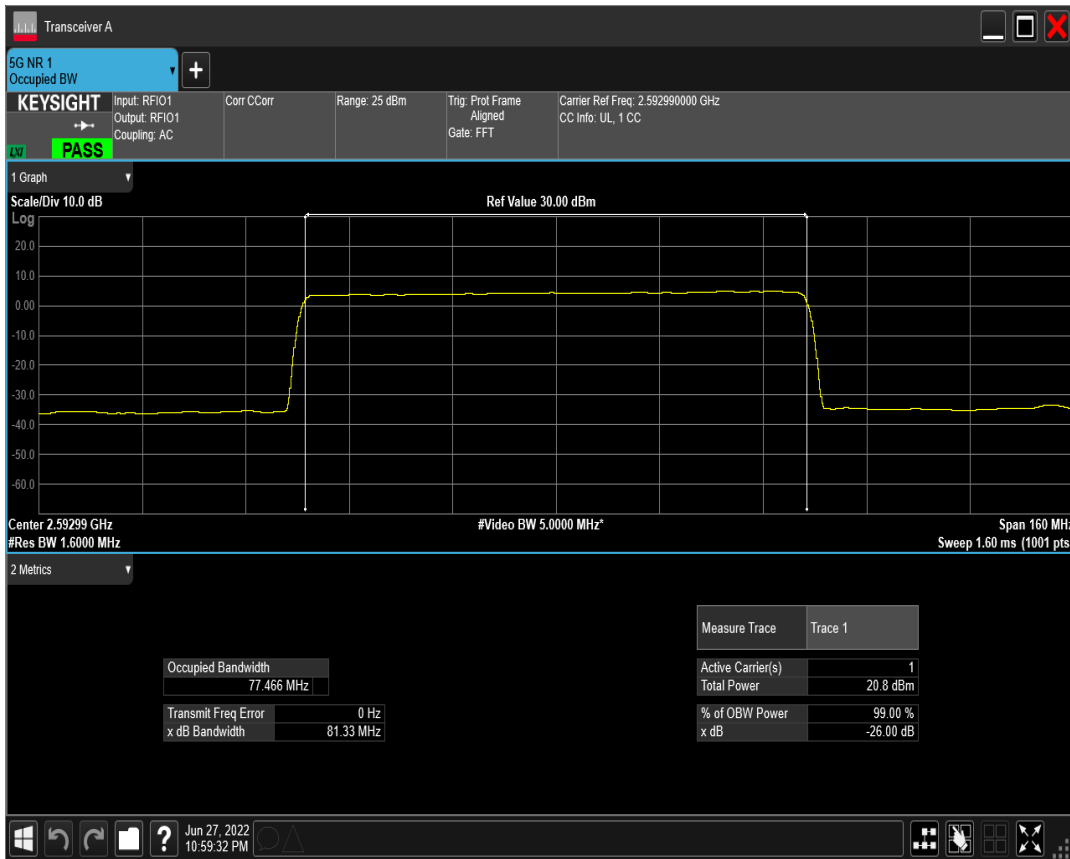 Transceiver A
5G NR 1
Occupied BW
+
KEYSIGHT
LXI
PASS
Input: RFIO1
Output: RFIO1
Coupling: AC
Corr CCorr
Range: 25 dBm
Trig: Prot Frame
Aligned
Gate: FFT
Carrier Ref Freq: 2.592990000 GHz
CC Info: UL, 1 CC
1 Graph
Scale/Div 10.0 dB
Ref Value 30.00 dBm
Log
20.0
10.0
0.00
-10.0
-20.0
-30.0
-40.0
-50.0
-60.0
Center 2.59299 GHz
#Video BW 5.0000 MHz*
Span 160 MHz
#Res BW 1.6000 MHz
Sweep 1.60 ms (1001 pts
2 Metrics
Measure Trace Trace 1
Occupied Bandwidth
77.466 MHz
Active Carrier(s) 1
Total Power 20.8 dBm
Transmit Freq Error 0 Hz
x dB Bandwidth 81.33 MHz
% of OBW Power 99.00 %
x dB -26.00 dB
?
Jun 27, 2022
10:59:32 PM